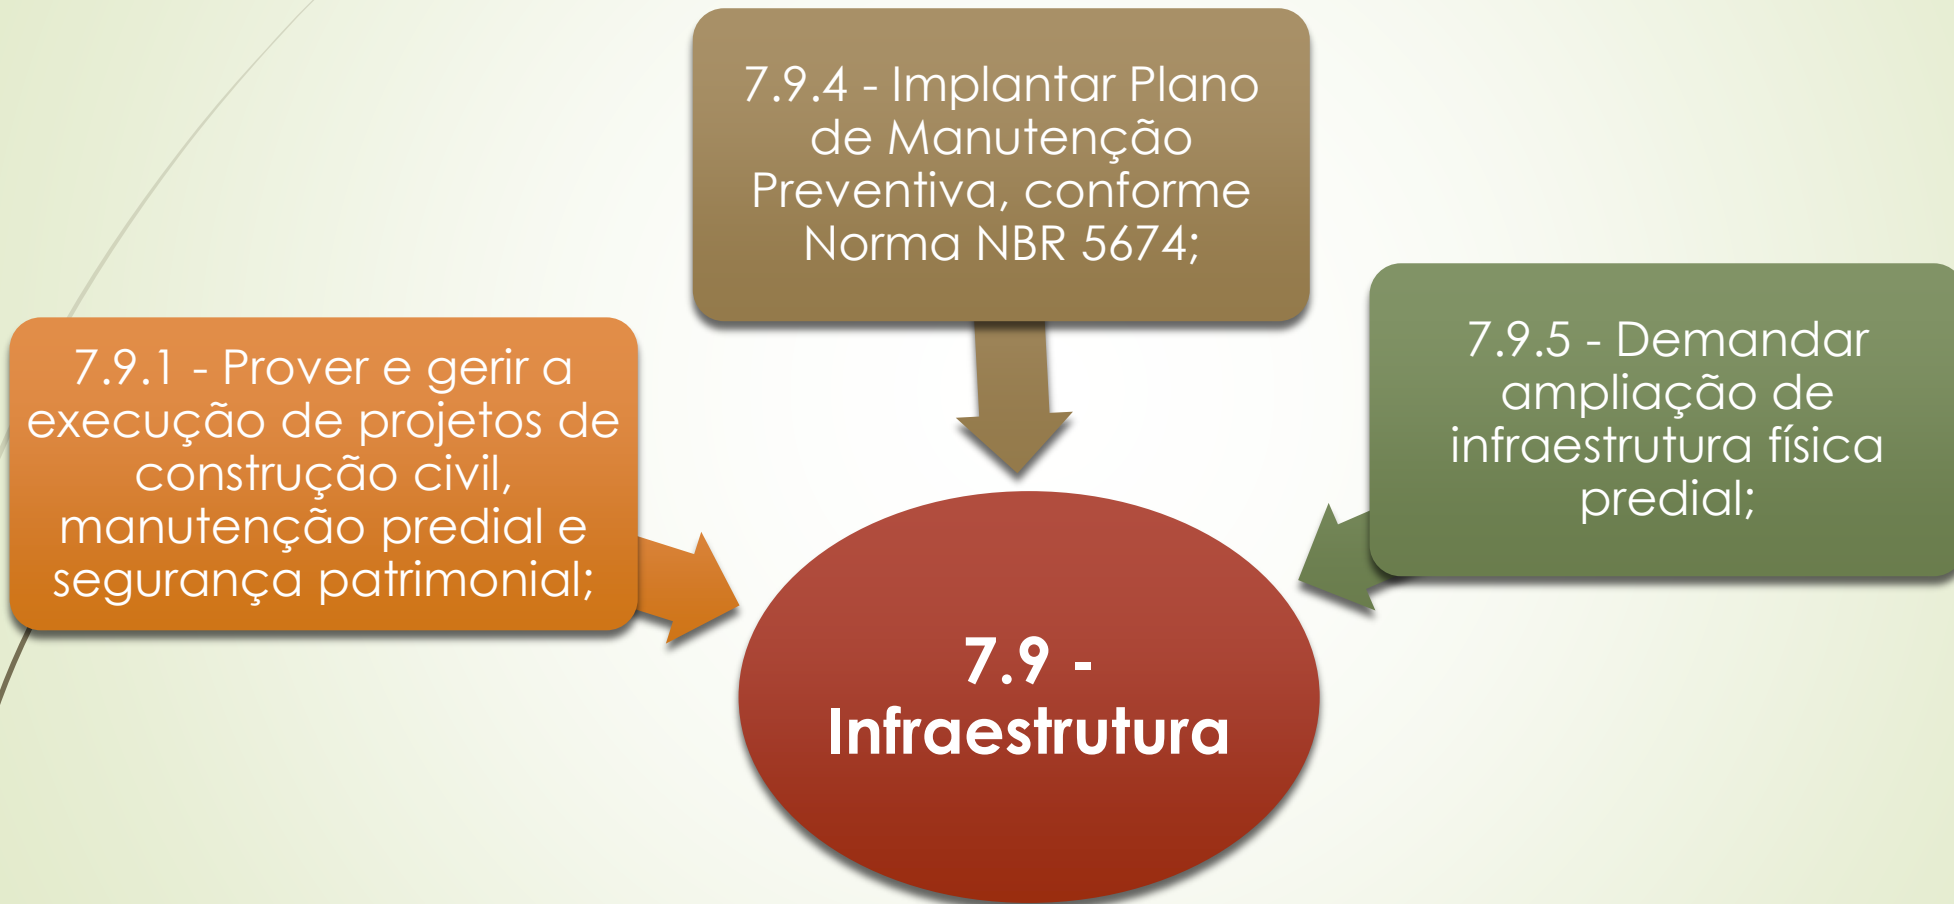 7.9.4 - Implantar Plano
de Manutenção
Preventiva, conforme
Norma NBR 5674;
7.9.1 - Prover e gerir a
execução de projetos de
construção civil,
manutenção predial e
segurança patrimonial;
7.9.5 - Demandar
ampliação de
infraestrutura física
predial;
7.9 -
Infraestrutura